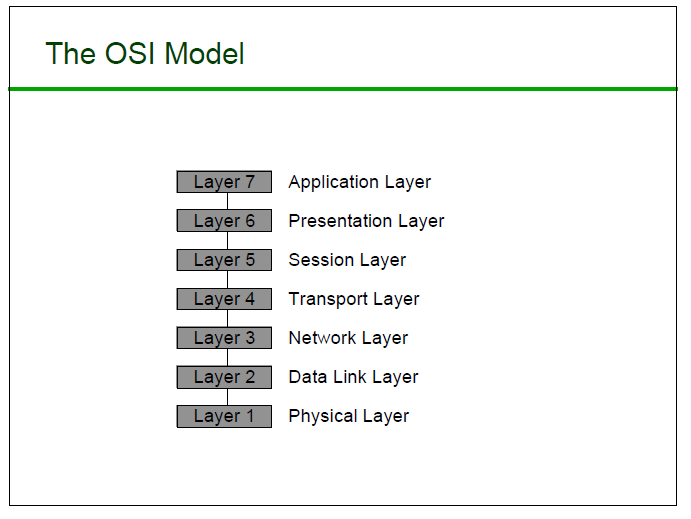 The OSI Model
Layer 7 Application Layer
Layer 6 Presentation Layer
Layer 5 Session Layer
Layer 4 Transport Layer
Layer 3 Network Layer
Layer 2 Data Link Layer
Layer 1 Physical Layer